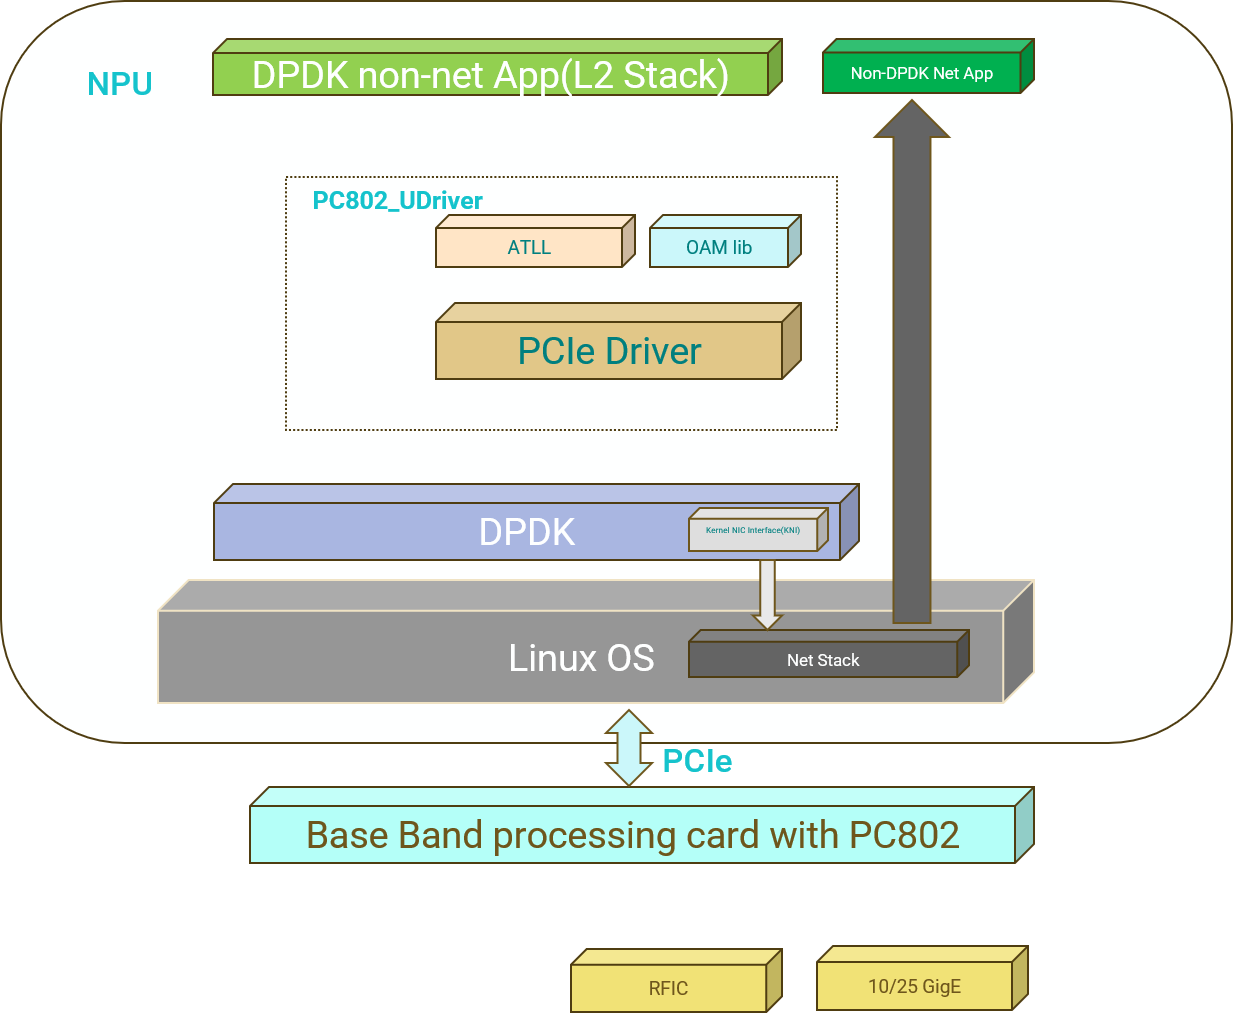 NPU
DPDK non-net App(L2 Stack)
Non-DPDK Net App
PC802_UDriver
ATLL
OAM lib
PCIe Driver
DPDK
Kernel NIC Interface(KNI)
Linux OS
Net Stack
PCIe
Base Band processing card with PC802
RFIC
10/25 GigE